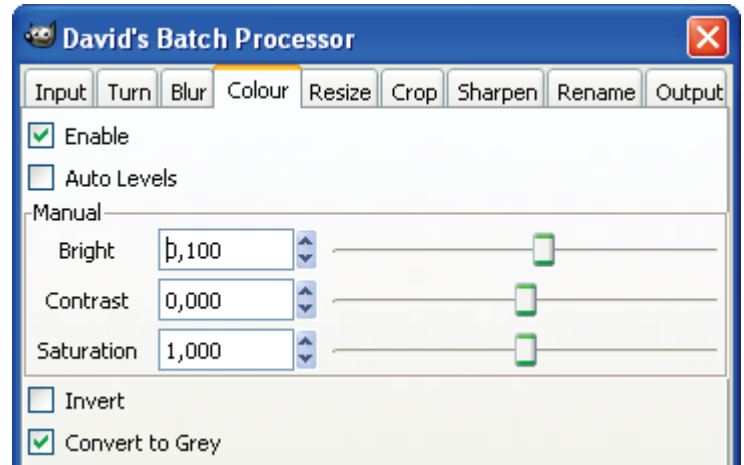 David's Batch Processor
Input Turn Blur Colour Resize Crop Sharpen Rename Output
Enable
Auto Levels
Manual
Bright 0,100
Contrast 0,000
Saturation 1,000
Invert
Convert to Grey